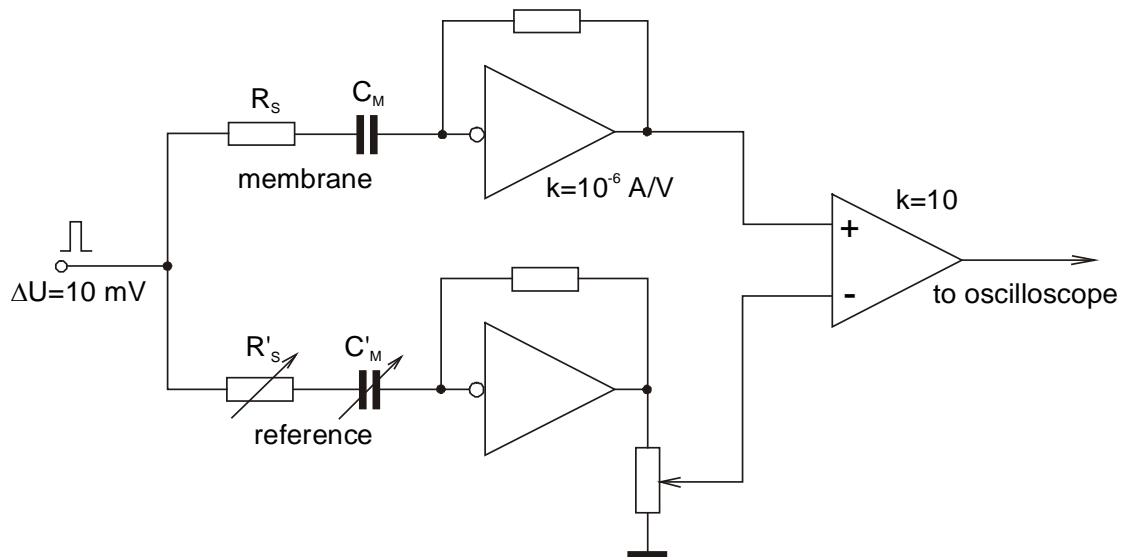 R_S
C_M
membrane
k=10⁻⁶ A/V
k=10
+
-
to oscilloscope
ΔU=10 mV
R'_S
C'_M
reference